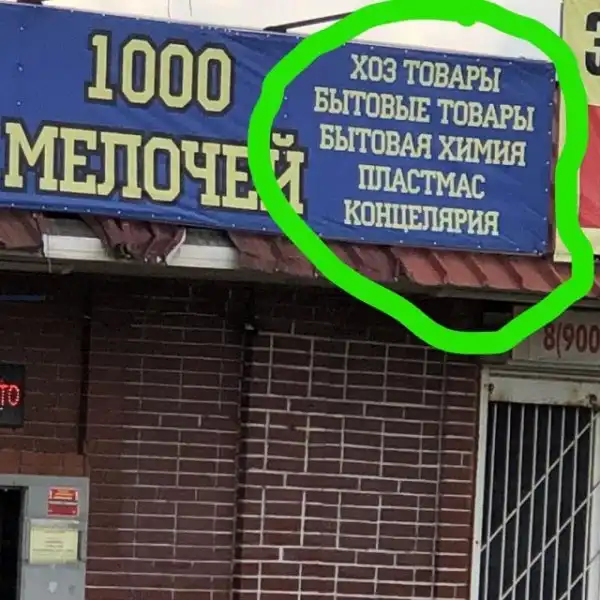 1000
МЕЛОЧЕЙ
ХОЗ ТОВАРЫ
БЫТОВЫЕ ТОВАРЫ
БЫТОВАЯ ХИМИЯ
ПЛАСТМАС
КОНЦЕЛЯРИЯ
8(900